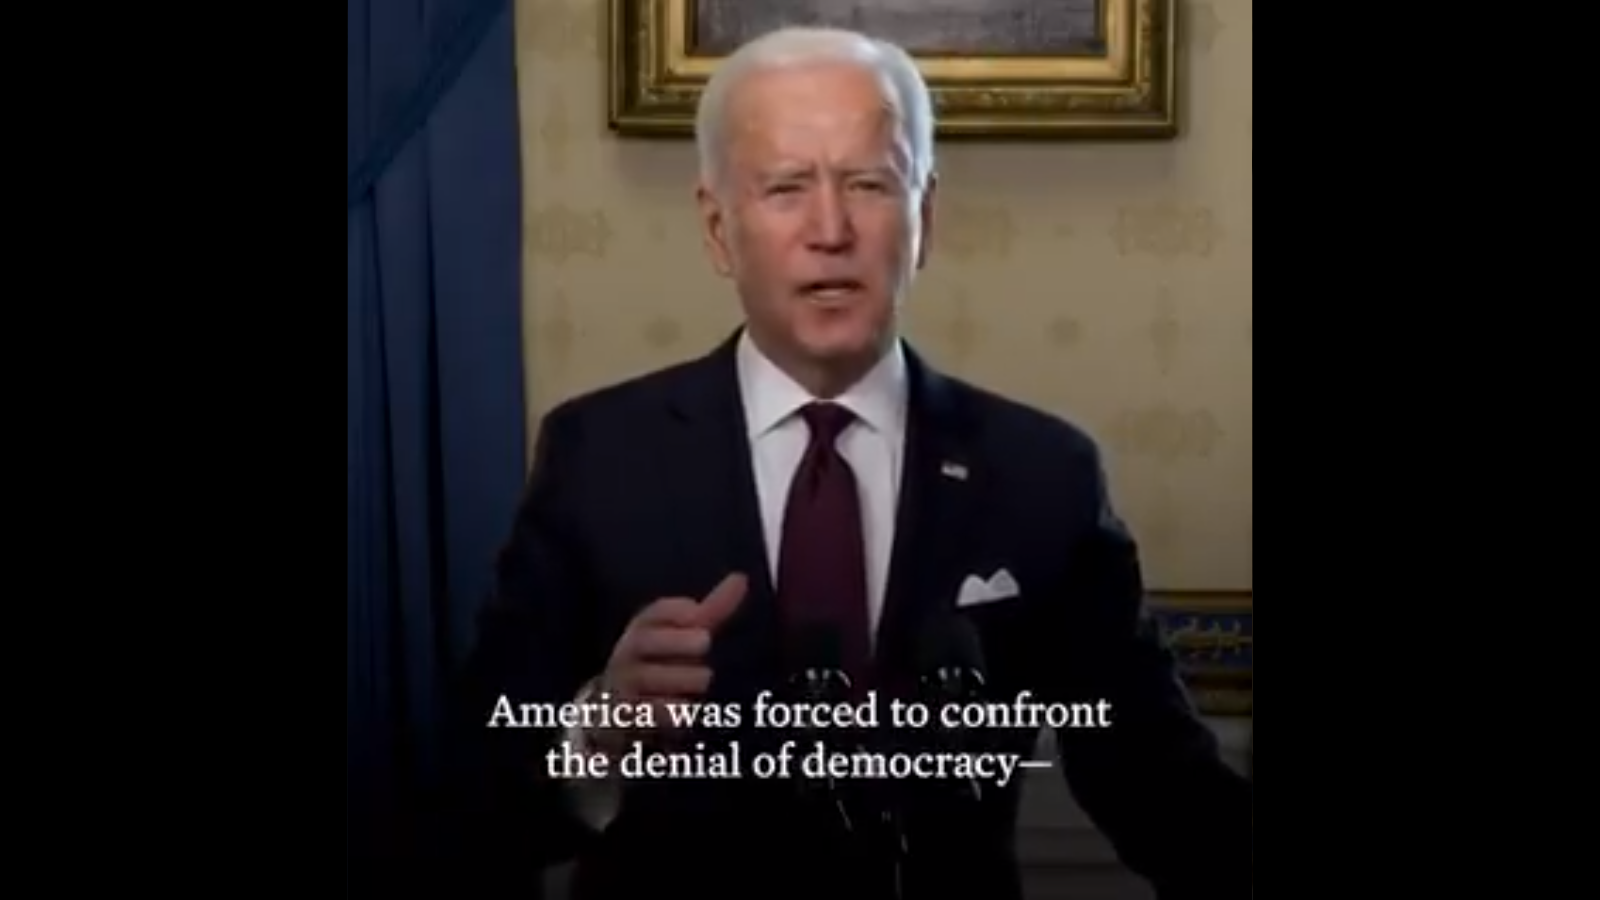 America was forced to confront
the denial of democracy—